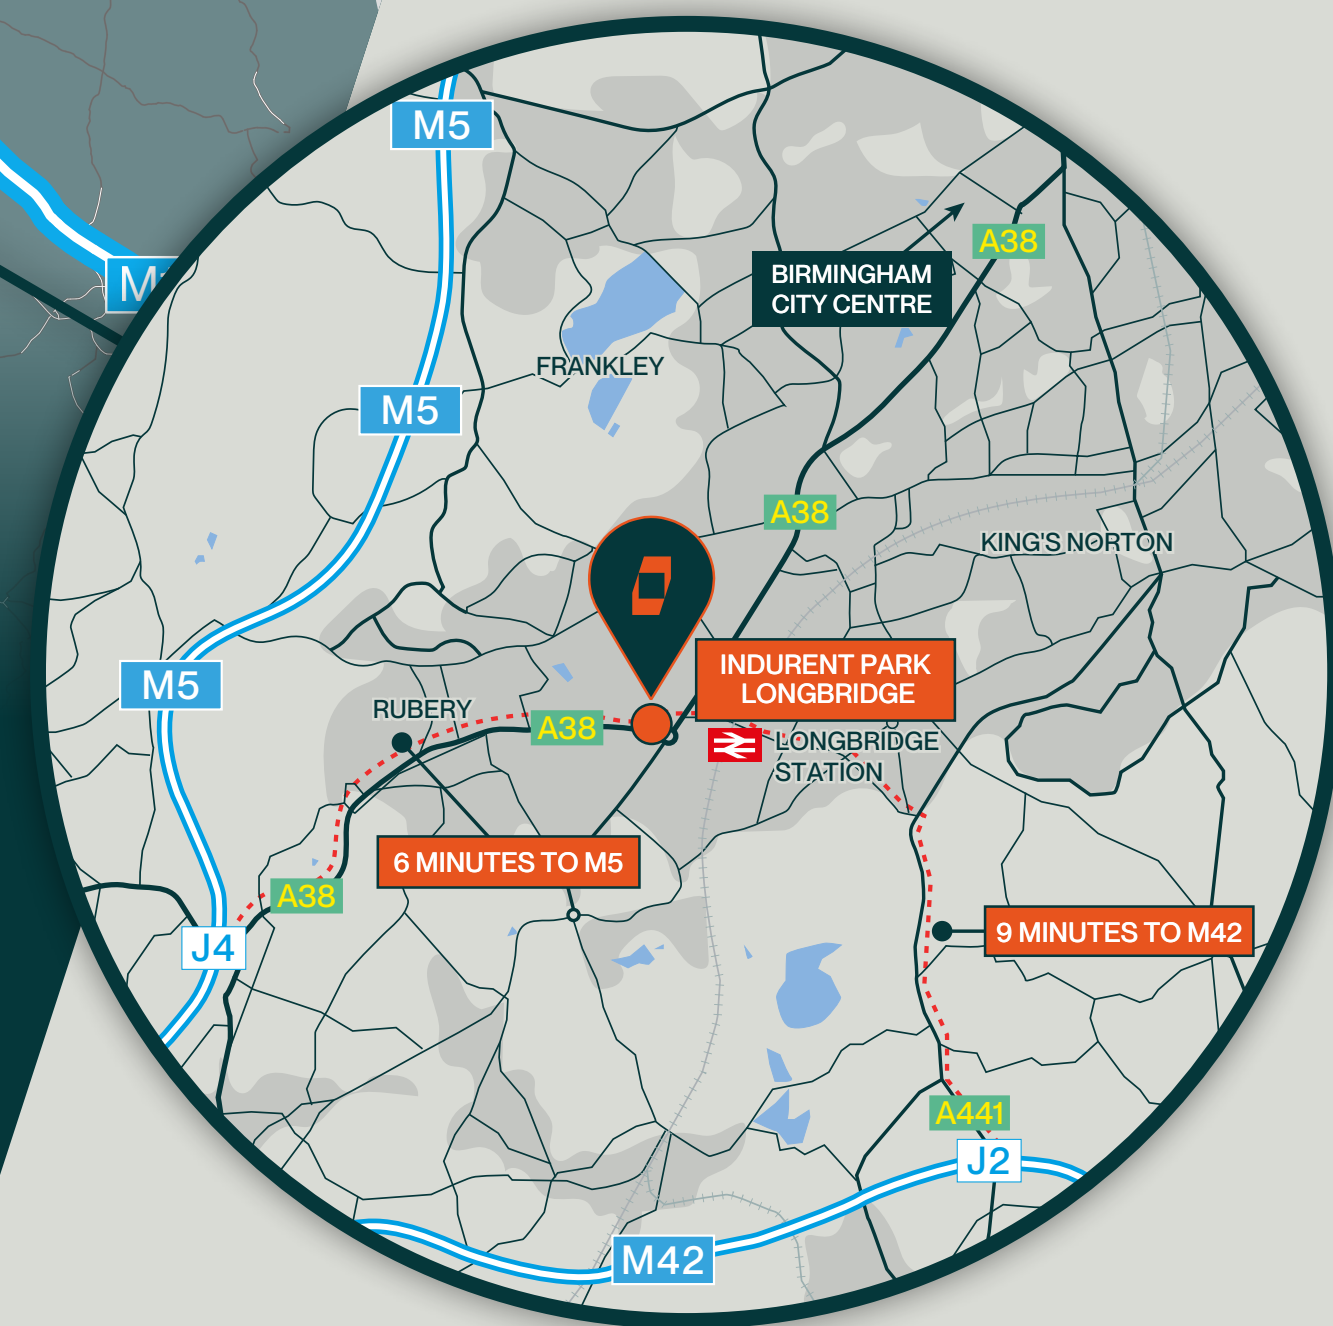 M5
A38
BIRMINGHAM
CITY CENTRE
FRANKLEY
M5
A38
KING'S NORTON
INDURENT PARK
LONGBRIDGE
M5
RUBERY
A38
LONGBRIDGE
STATION
6 MINUTES TO M5
A38
9 MINUTES TO M42
J4
A441
J2
M42